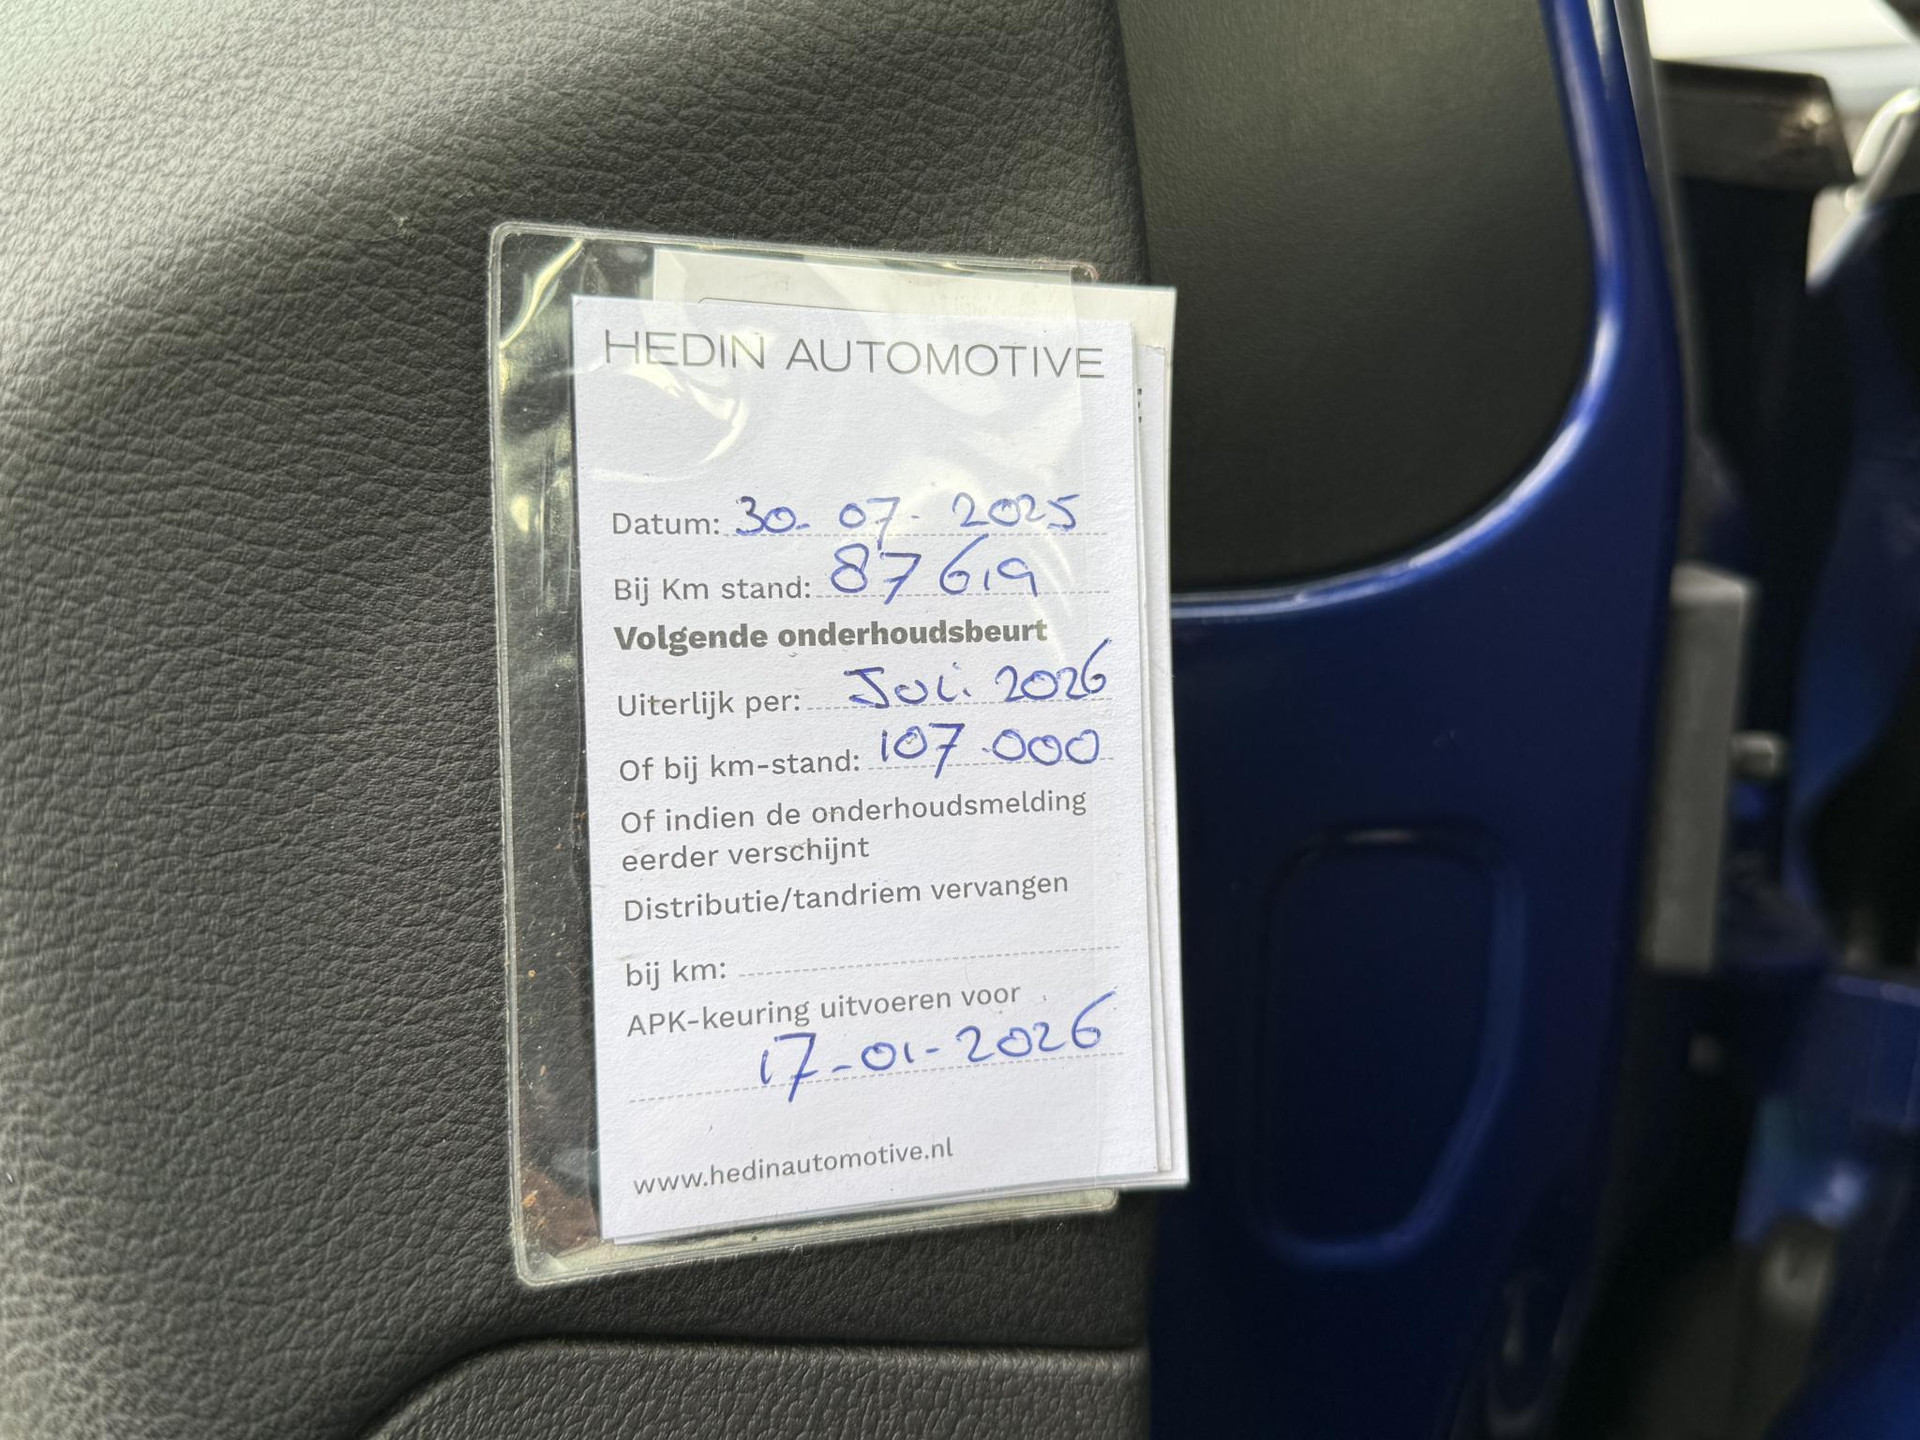 HEDIN AUTOMOTIVE
Datum: 30-07-2025
Bij Km stand: 87619
Volgende onderhoudsbeurt
Uiterlijk per: Juli 2026
Of bij km-stand: 107.000
Of indien de onderhoudsmelding
eerder verschijnt
Distributie/tandriem vervangen
bij km:
APK-keuring uitvoeren voor
17-01-2026
www.hedinautomotive.nl